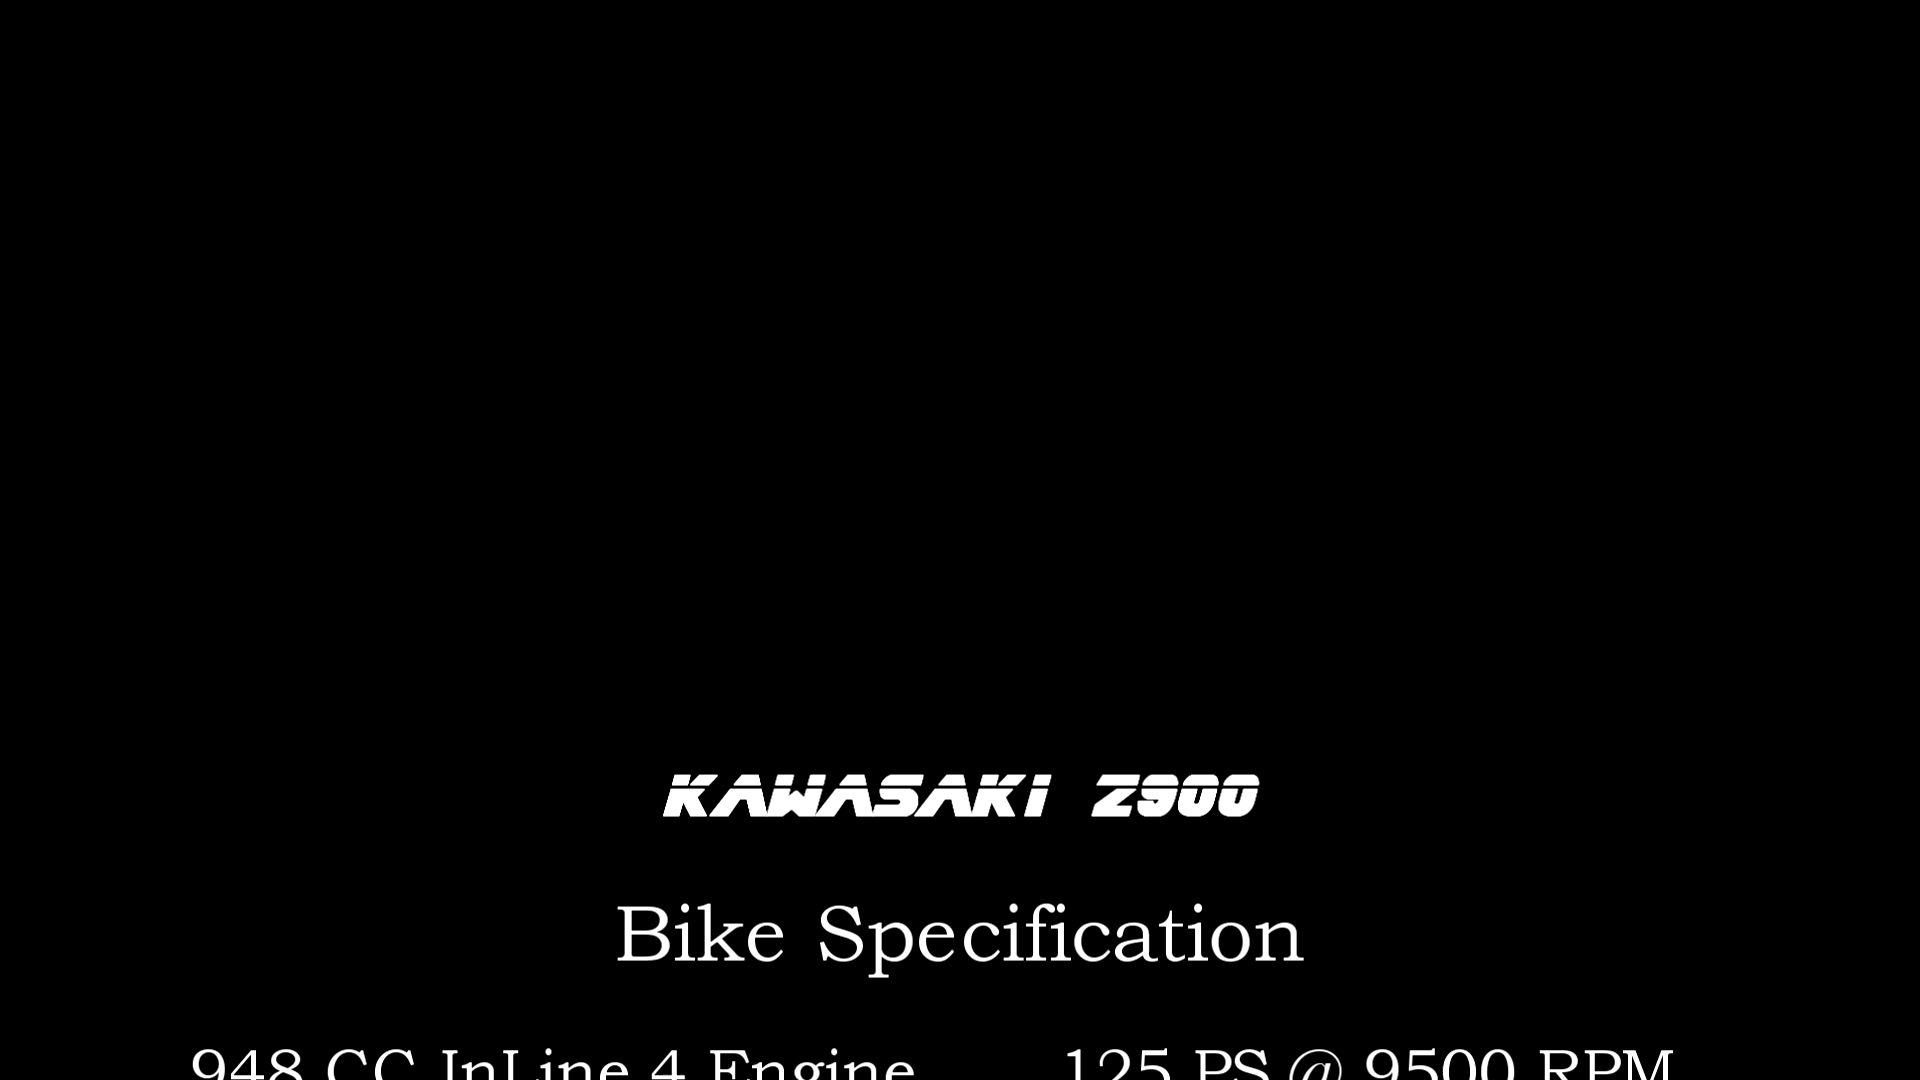 KAWASAKI Z900
Bike Specification
948 CC InLine 4 Engine 125 PS @ 9500 RPM